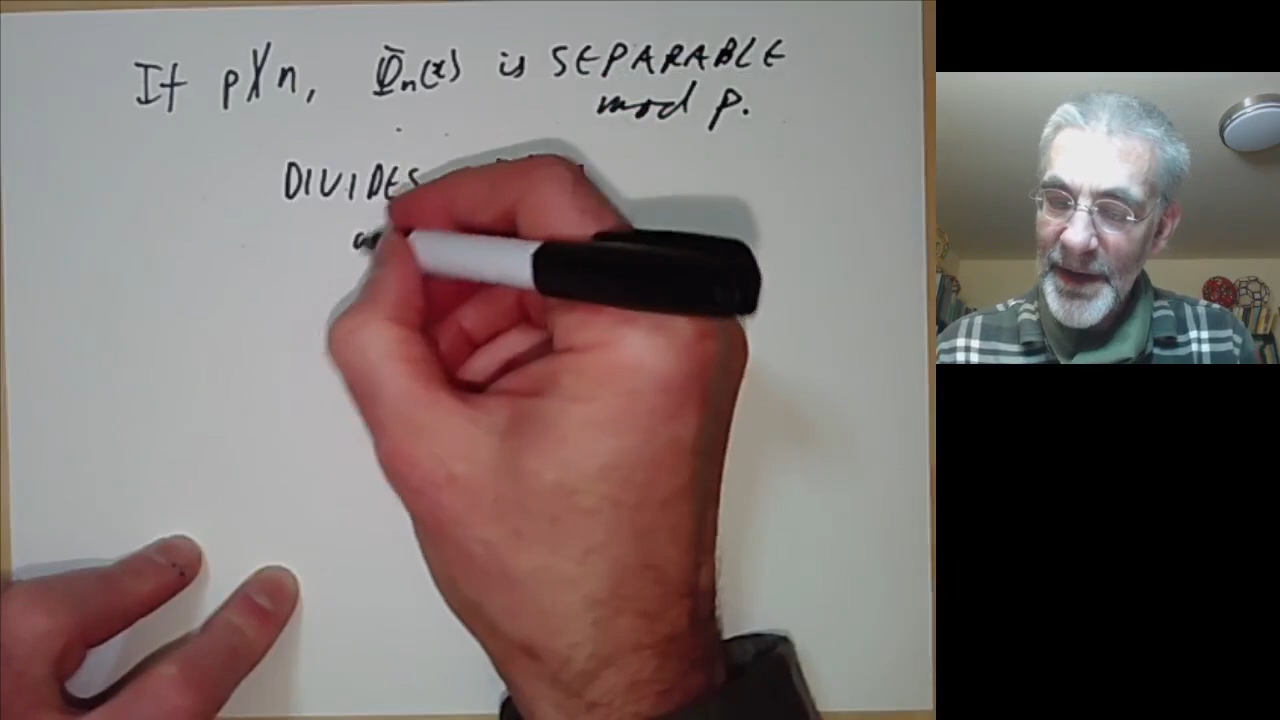 If p∤n, Φₙ(x) is SEPARABLE
mod p.
DIVIDES